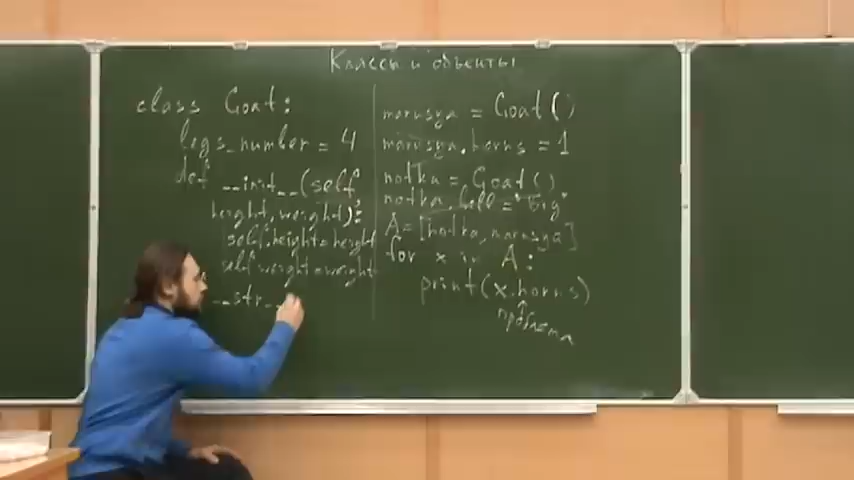 Классы и объекты
class Goat:
legs_number = 4
def __init__(self,
height, weight):
self.height = height
self.weight = weight
__str__
marusya = Goat()
marusya.horns = 1
notka = Goat()
notka.bell = "Big"
A = [notka, marusya]
for x in A:
print(x.horns)
↑
проблема